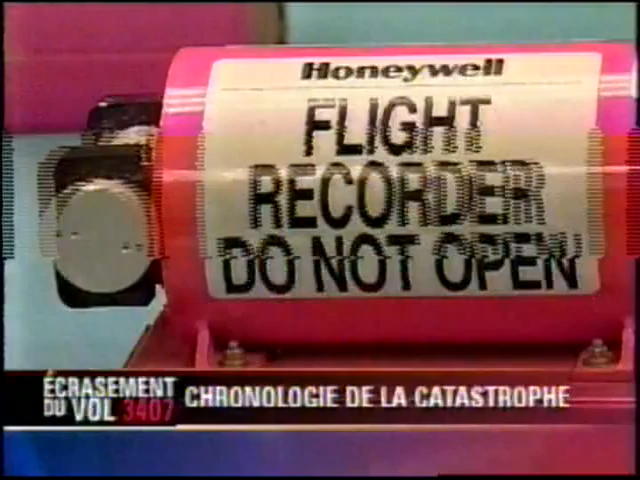 Honeywell
FLIGHT
RECORDER
DO NOT OPEN
ÉCRASEMENT
DU VOL 3407
CHRONOLOGIE DE LA CATASTROPHE